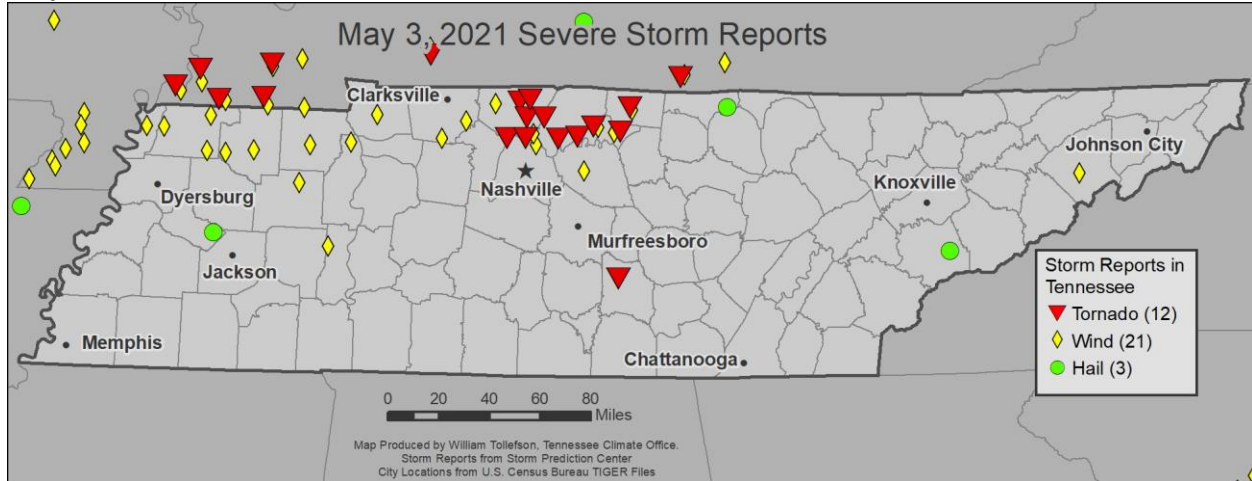 May 3, 2021 Severe Storm Reports
Clarksville
Johnson City
Nashville
Knoxville
Dyersburg
Murfreesboro
Jackson
Storm Reports in
Tennessee
Tornado (12)
Wind (21)
Hail (3)
Memphis
Chattanooga
0 20 40 60 80
Miles
Map Produced by William Tollefson, Tennessee Climate Office.
Storm Reports from Storm Prediction Center
City Locations from U.S. Census Bureau TIGER Files